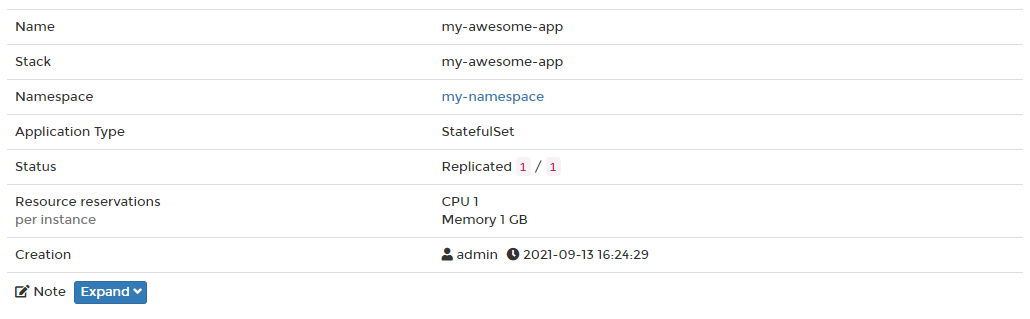 Name my-awesome-app
Stack my-awesome-app
Namespace my-namespace
Application Type StatefulSet
Status Replicated 1 / 1
Resource reservations CPU 1
per instance Memory 1 GB
Creation admin 2021-09-13 16:24:29
Note Expand